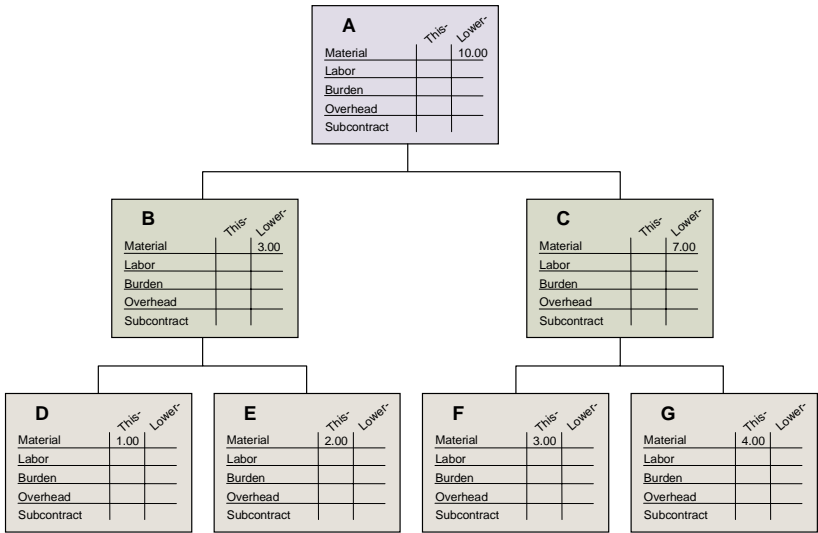 A This- Lower-
Material 10.00
Labor
Burden
Overhead
Subcontract
B This- Lower-
Material 3.00
Labor
Burden
Overhead
Subcontract
C This- Lower-
Material 7.00
Labor
Burden
Overhead
Subcontract
D This- Lower-
Material 1.00
Labor
Burden
Overhead
Subcontract
E This- Lower-
Material 2.00
Labor
Burden
Overhead
Subcontract
F This- Lower-
Material 3.00
Labor
Burden
Overhead
Subcontract
G This- Lower-
Material 4.00
Labor
Burden
Overhead
Subcontract